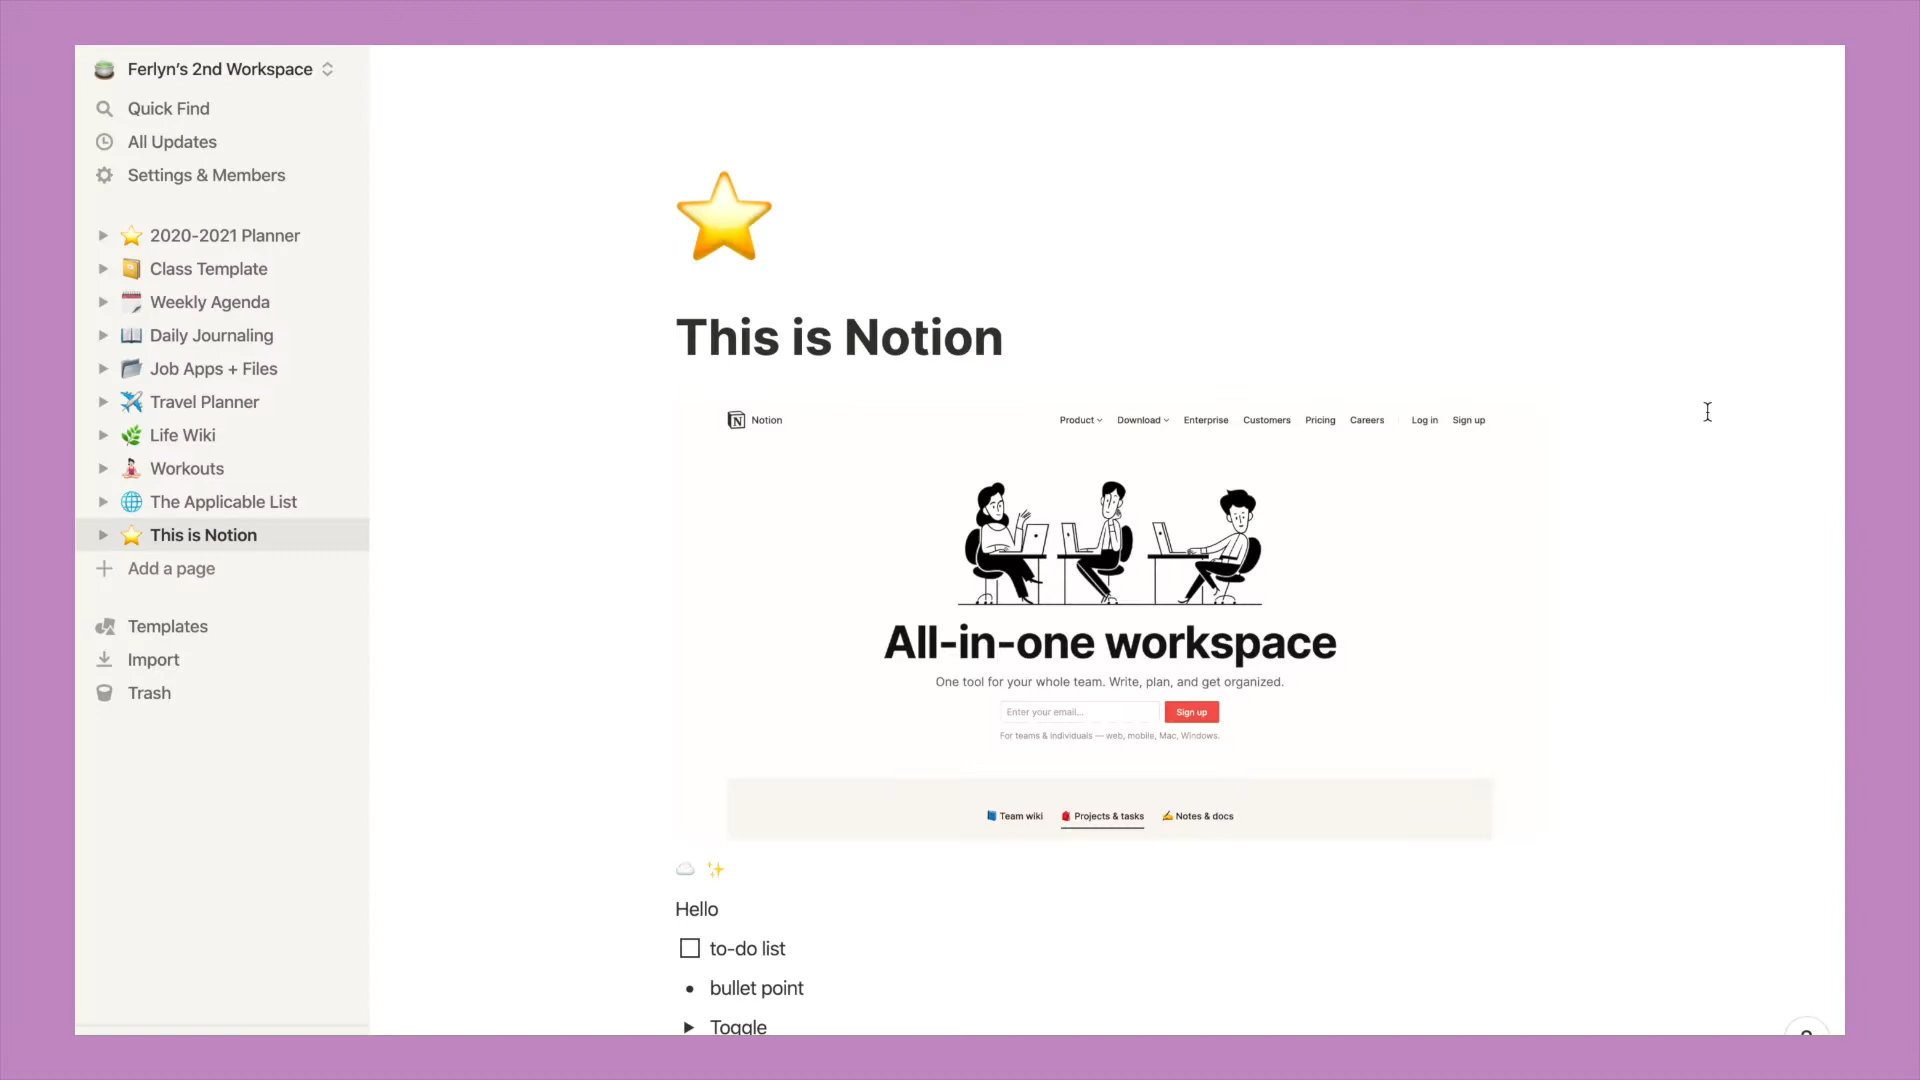 Ferlyn's 2nd Workspace
Quick Find
All Updates
Settings & Members
2020-2021 Planner
Class Template
Weekly Agenda
Daily Journaling
Job Apps + Files
Travel Planner
Life Wiki
Workouts
The Applicable List
This is Notion
Add a page
Templates
Import
Trash
This is Notion
Notion Product Download Enterprise Customers Pricing Careers Log in Sign up
All-in-one workspace
One tool for your whole team. Write, plan, and get organized.
Enter your email... Sign up
For teams & individuals — web, mobile, Mac, Windows.
Team wiki Projects & tasks Notes & docs
Hello
to-do list
bullet point
Toggle